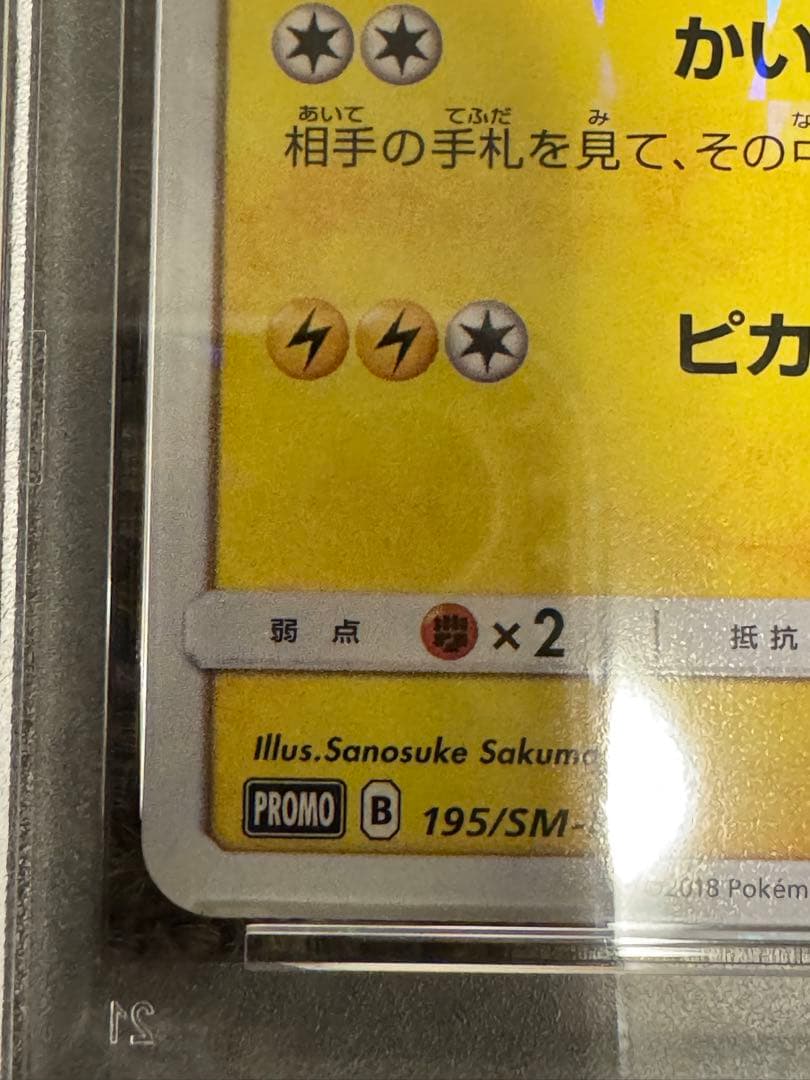 かい
相手の手札を見て、その
あいて てふだ み な
ピカ
弱点 ×2 抵抗
Illus.Sanosuke Sakuma
PROMO B 195/SM-
©2018 Pokém
21